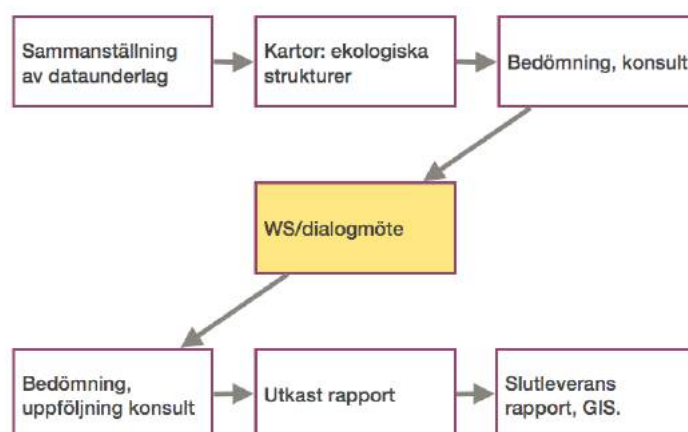 Sammanställning
av dataunderlag
Kartor: ekologiska
strukturer
Bedömning, konsult
WS/dialogmöte
Bedömning,
uppföljning konsult
Utkast rapport
Slutleverans
rapport, GIS.